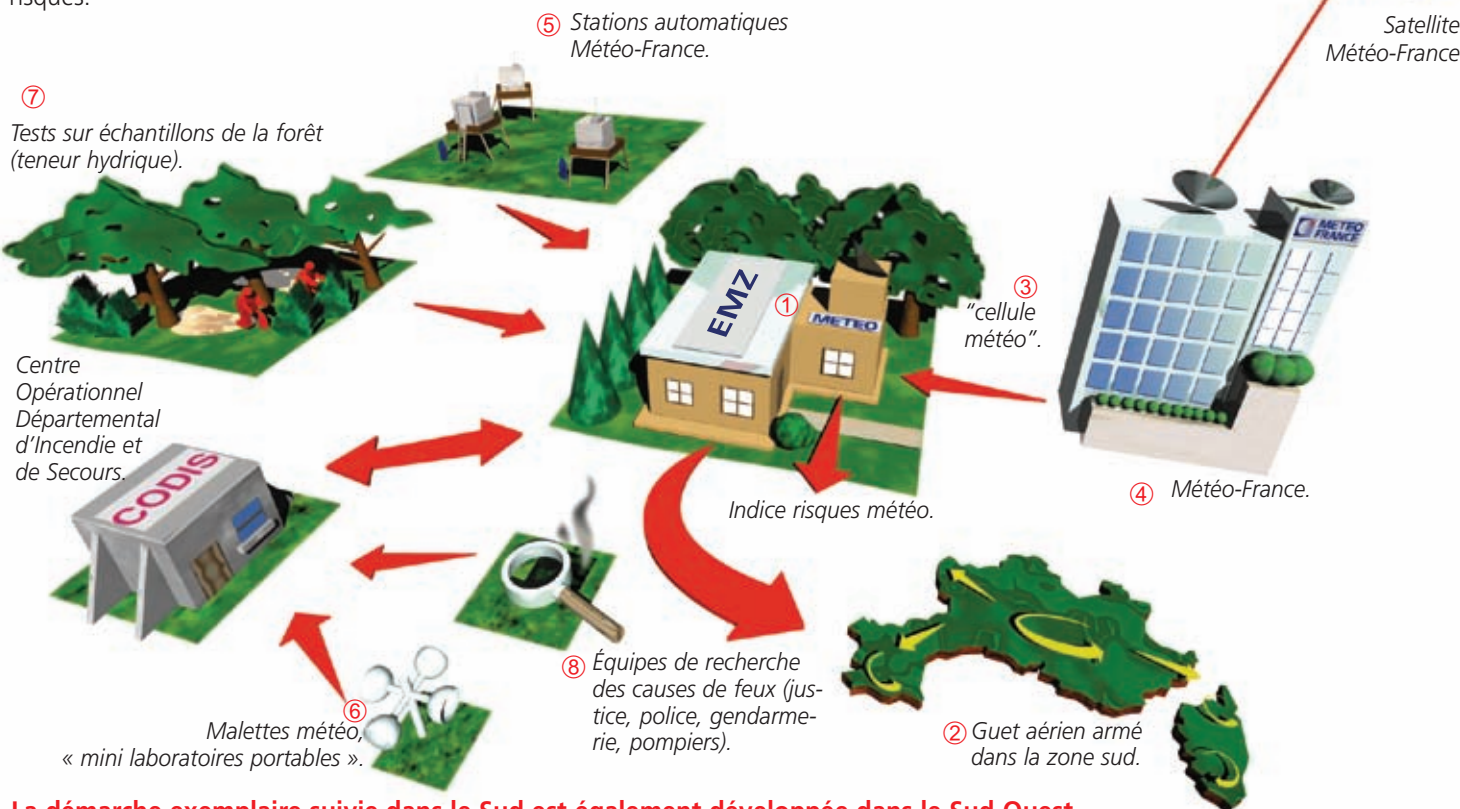 risques.
⑤ Stations automatiques
Météo-France.
Satellite
Météo-France
⑦
Tests sur échantillons de la forêt
(teneur hydrique).
METEO
FRANCE
EMZ
①
METEO
③
"cellule
météo".
Centre
Opérationnel
Départemental
d'Incendie et
de Secours.
CODIS
④ Météo-France.
Indice risques météo.
⑧ Équipes de recherche
des causes de feux (jus-
tice, police, gendarme-
rie, pompiers).
⑥
Malettes météo,
« mini laboratoires portables ».
② Guet aérien armé
dans la zone sud.
La démarche exemplaire suivie dans le Sud est également développée dans le Sud-Ouest